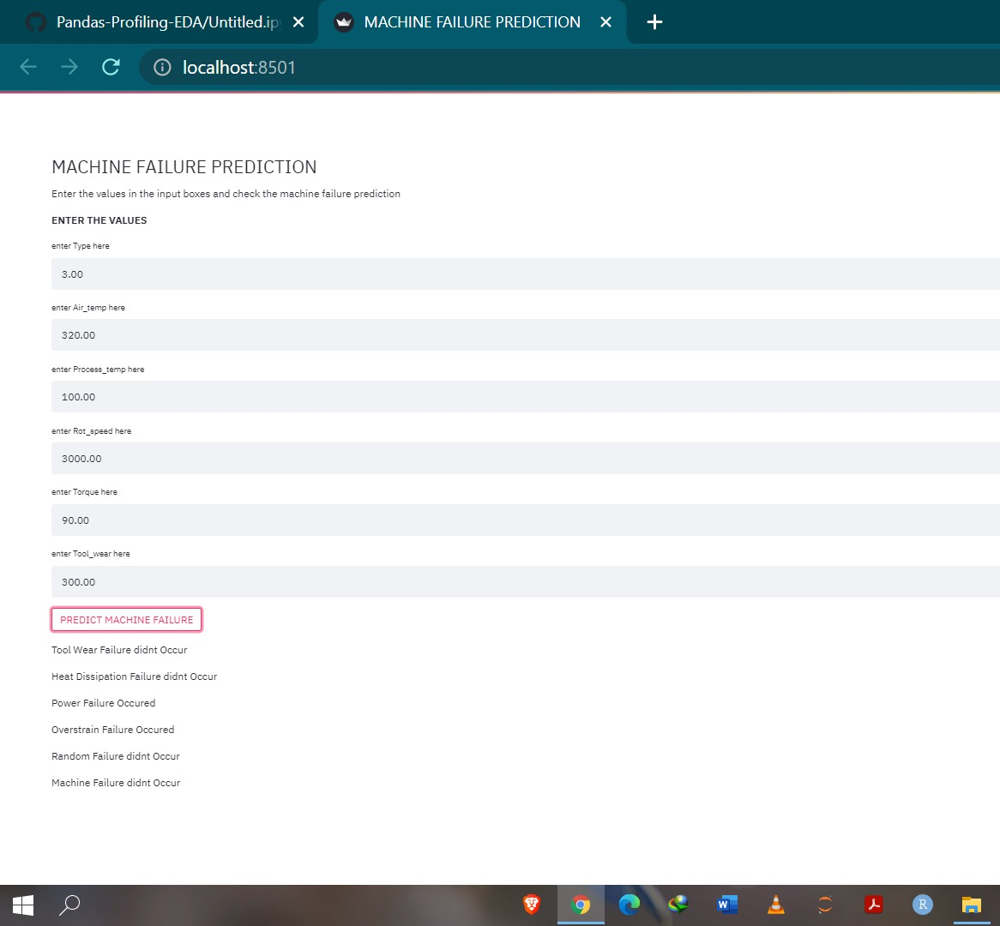 Pandas-Profiling-EDA/Untitled.ipy
MACHINE FAILURE PREDICTION
localhost:8501
MACHINE FAILURE PREDICTION
Enter the values in the input boxes and check the machine failure prediction
ENTER THE VALUES
enter Type here
3.00
enter Air_temp here
320.00
enter Process_temp here
100.00
enter Rot_speed here
3000.00
enter Torque here
90.00
enter Tool_wear here
300.00
PREDICT MACHINE FAILURE
Tool Wear Failure didnt Occur
Heat Dissipation Failure didnt Occur
Power Failure Occured
Overstrain Failure Occured
Random Failure didnt Occur
Machine Failure didnt Occur
W
R